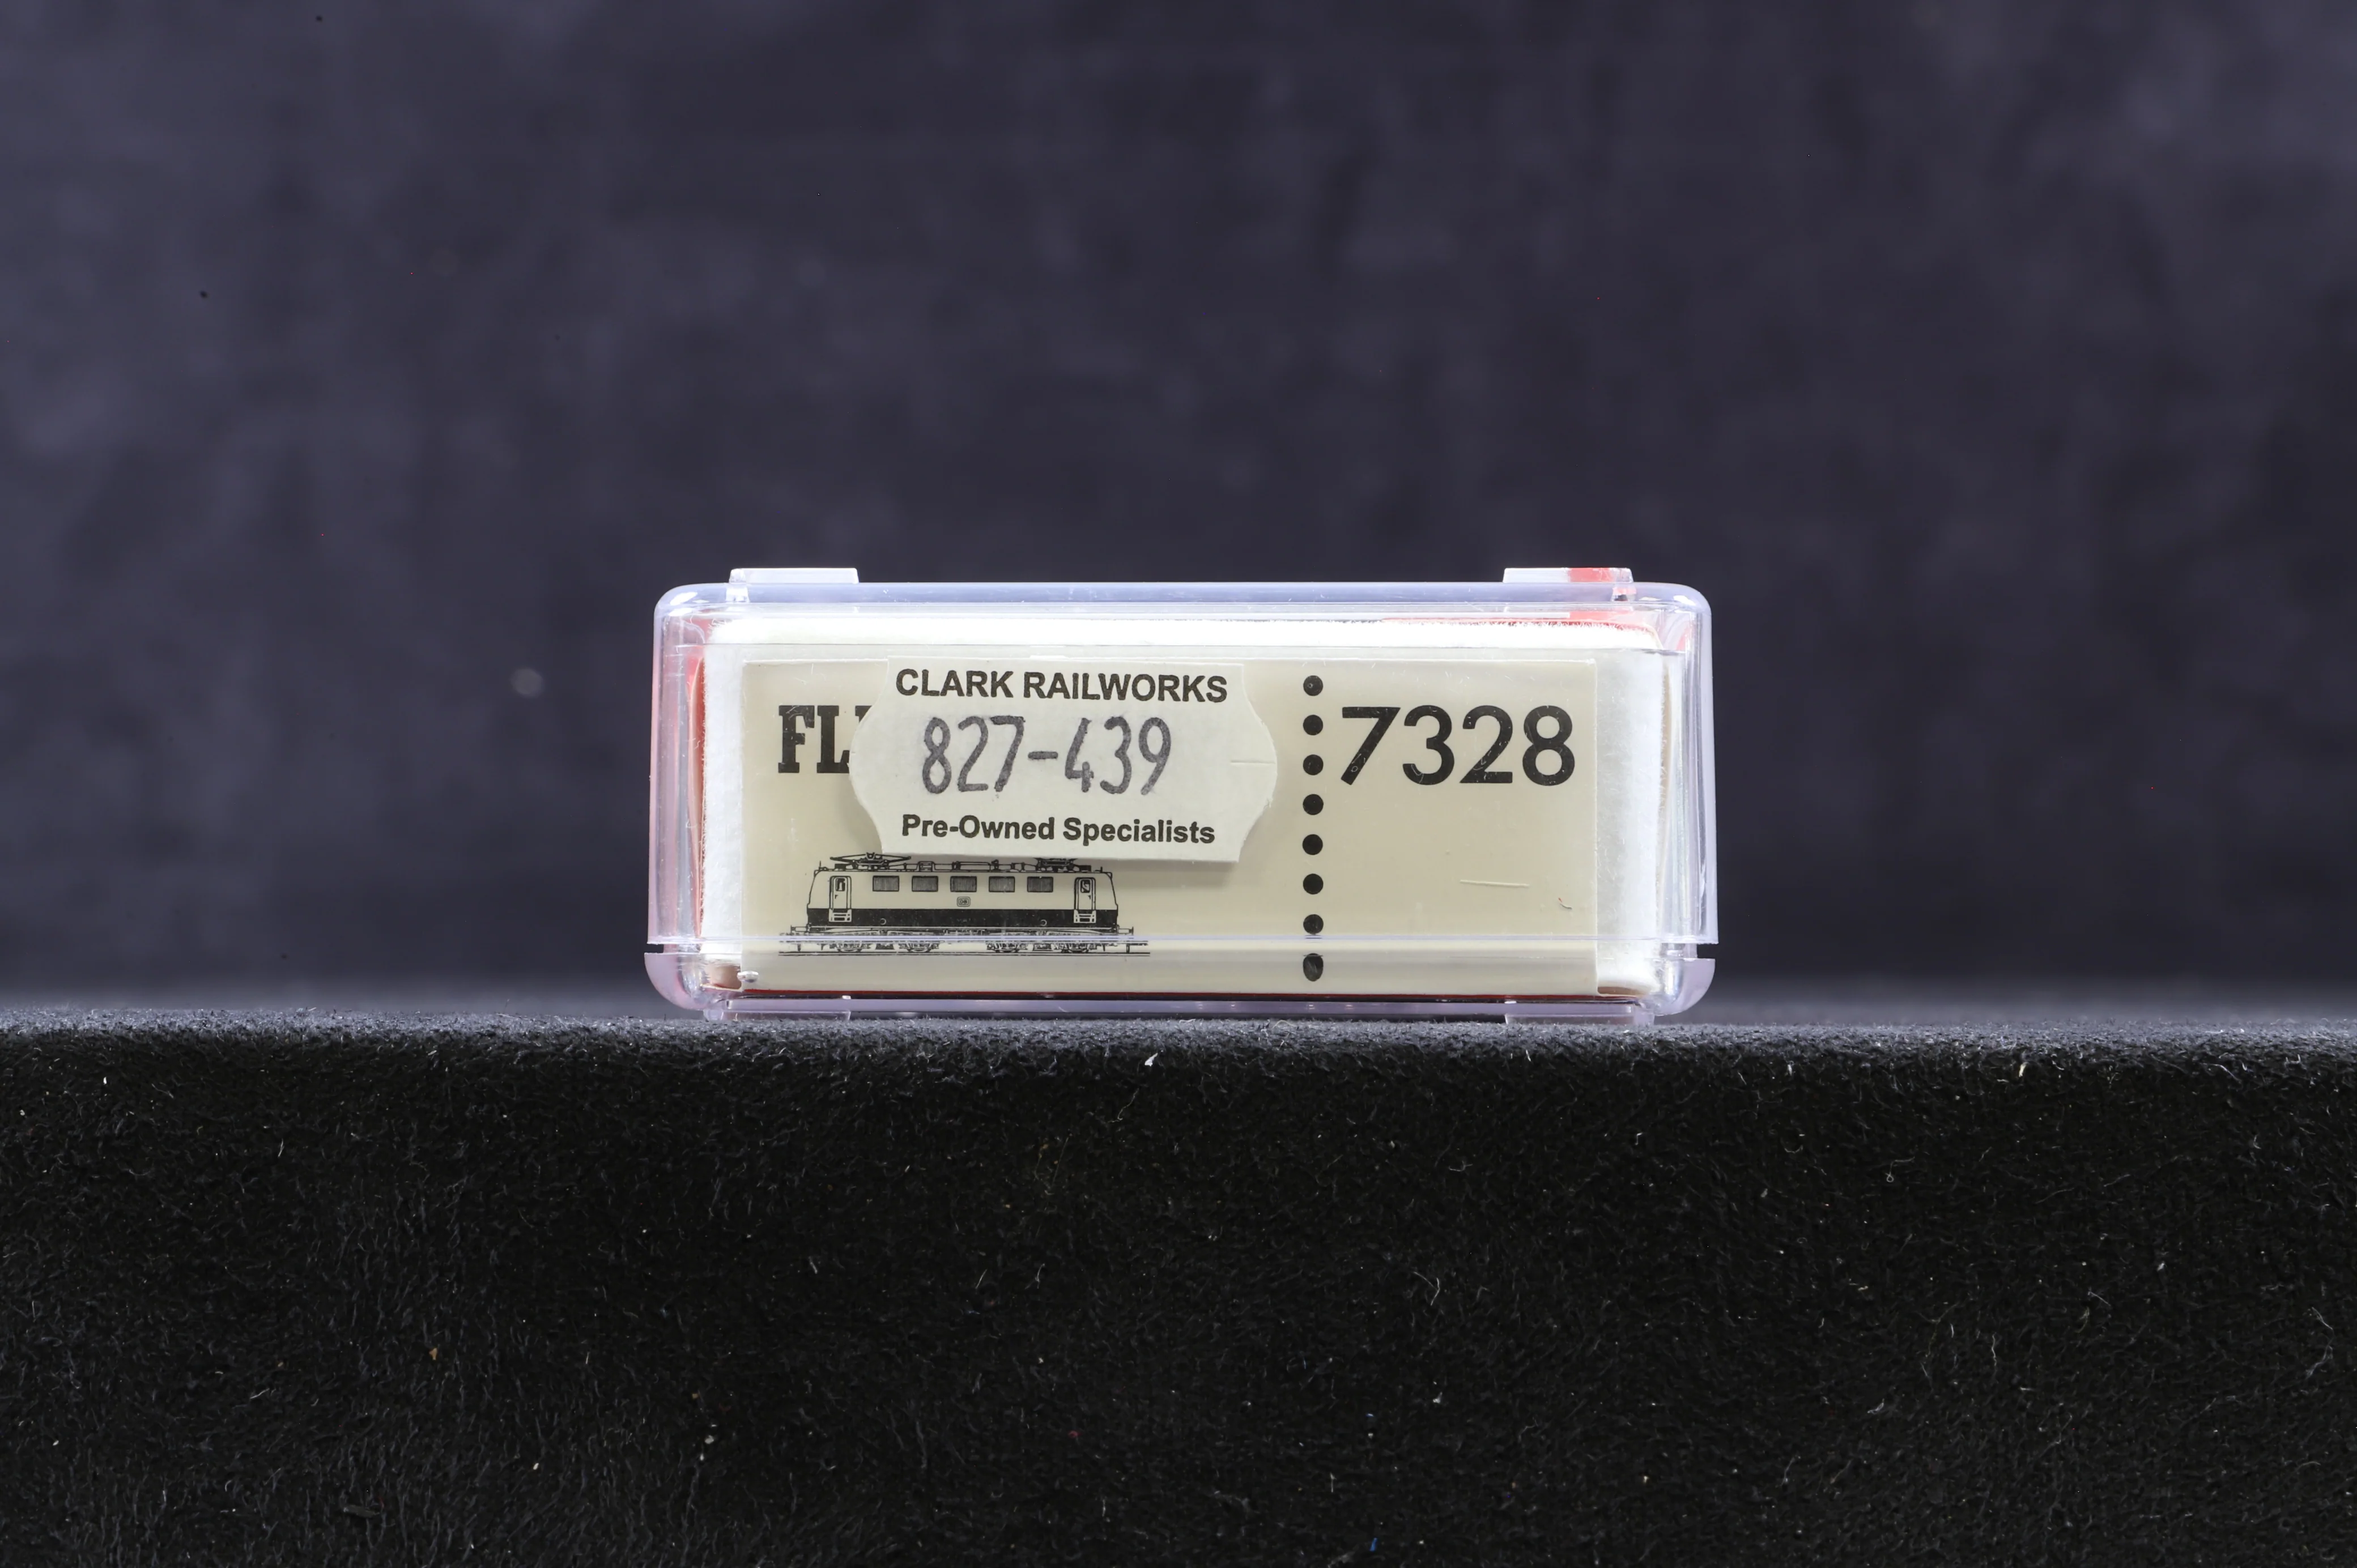 CLARK RAILWORKS
FL
827-439
7328
Pre-Owned Specialists